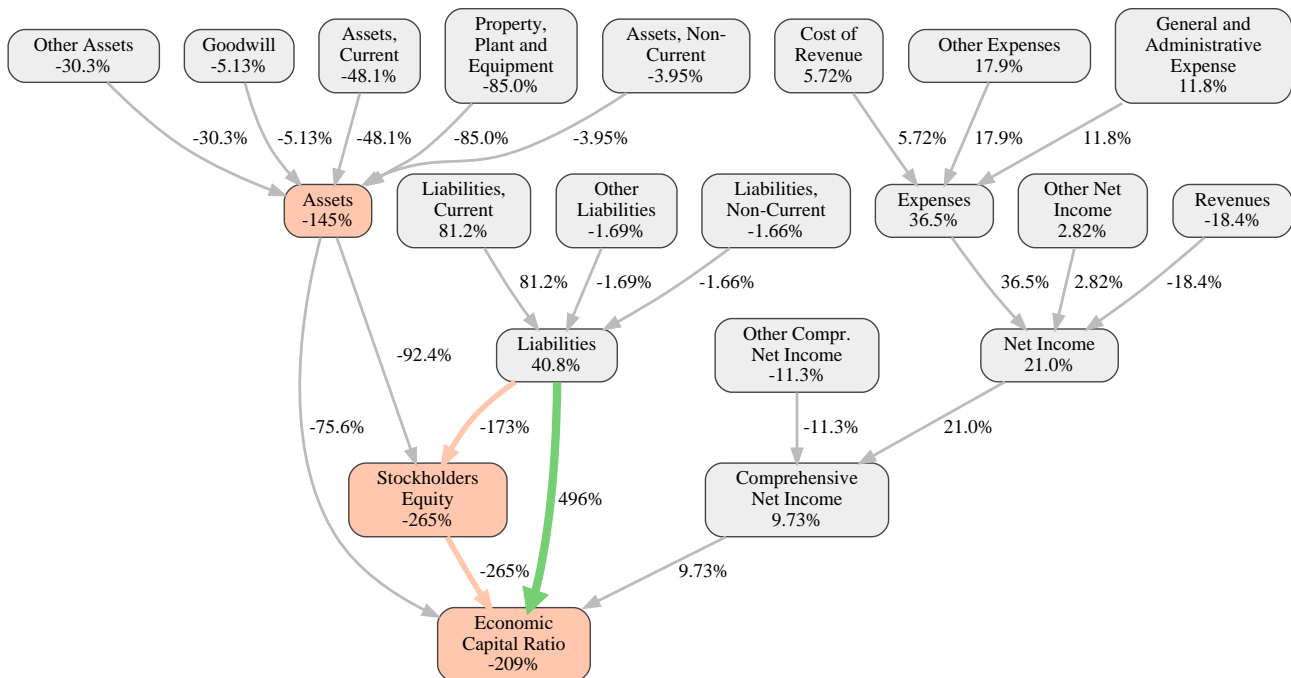 Other Assets
-30.3%
Goodwill
-5.13%
Assets,
Current
-48.1%
Property,
Plant and
Equipment
-85.0%
Assets, Non-
Current
-3.95%
Cost of
Revenue
5.72%
Other Expenses
17.9%
General and
Administrative
Expense
11.8%
-30.3%
-5.13%
-48.1%
-85.0%
-3.95%
5.72%
17.9%
11.8%
Assets
-145%
Liabilities,
Current
81.2%
Other
Liabilities
-1.69%
Liabilities,
Non-Current
-1.66%
Expenses
36.5%
Other Net
Income
2.82%
Revenues
-18.4%
81.2%
-1.69%
-1.66%
36.5%
2.82%
-18.4%
-92.4%
Liabilities
40.8%
Other Compr.
Net Income
-11.3%
Net Income
21.0%
-75.6%
-173%
-11.3%
21.0%
Stockholders
Equity
-265%
496%
Comprehensive
Net Income
9.73%
-265%
9.73%
Economic
Capital Ratio
-209%